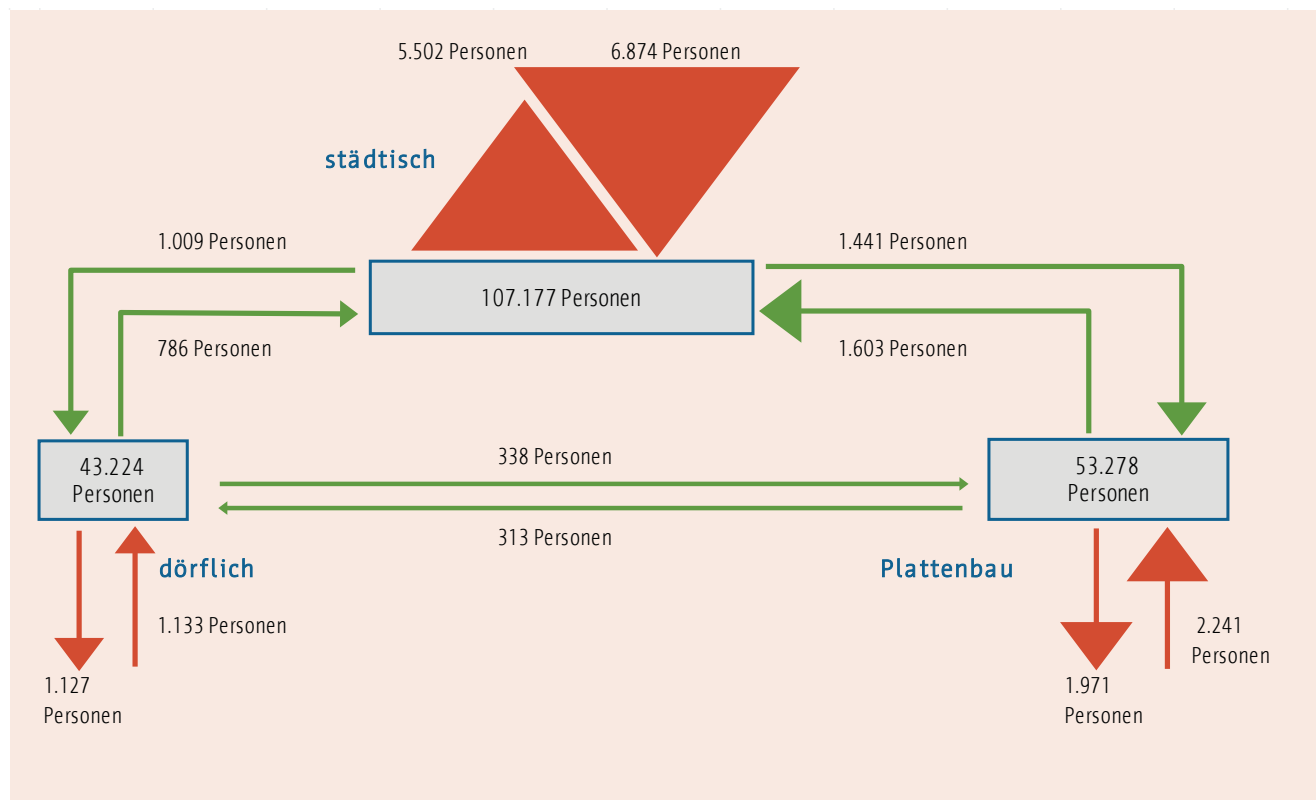 5.502 Personen
6.874 Personen
städtisch
1.009 Personen
1.441 Personen
107.177 Personen
786 Personen
1.603 Personen
43.224
Personen
338 Personen
53.278
Personen
313 Personen
dörflich
Plattenbau
1.133 Personen
2.241
Personen
1.127
Personen
1.971
Personen